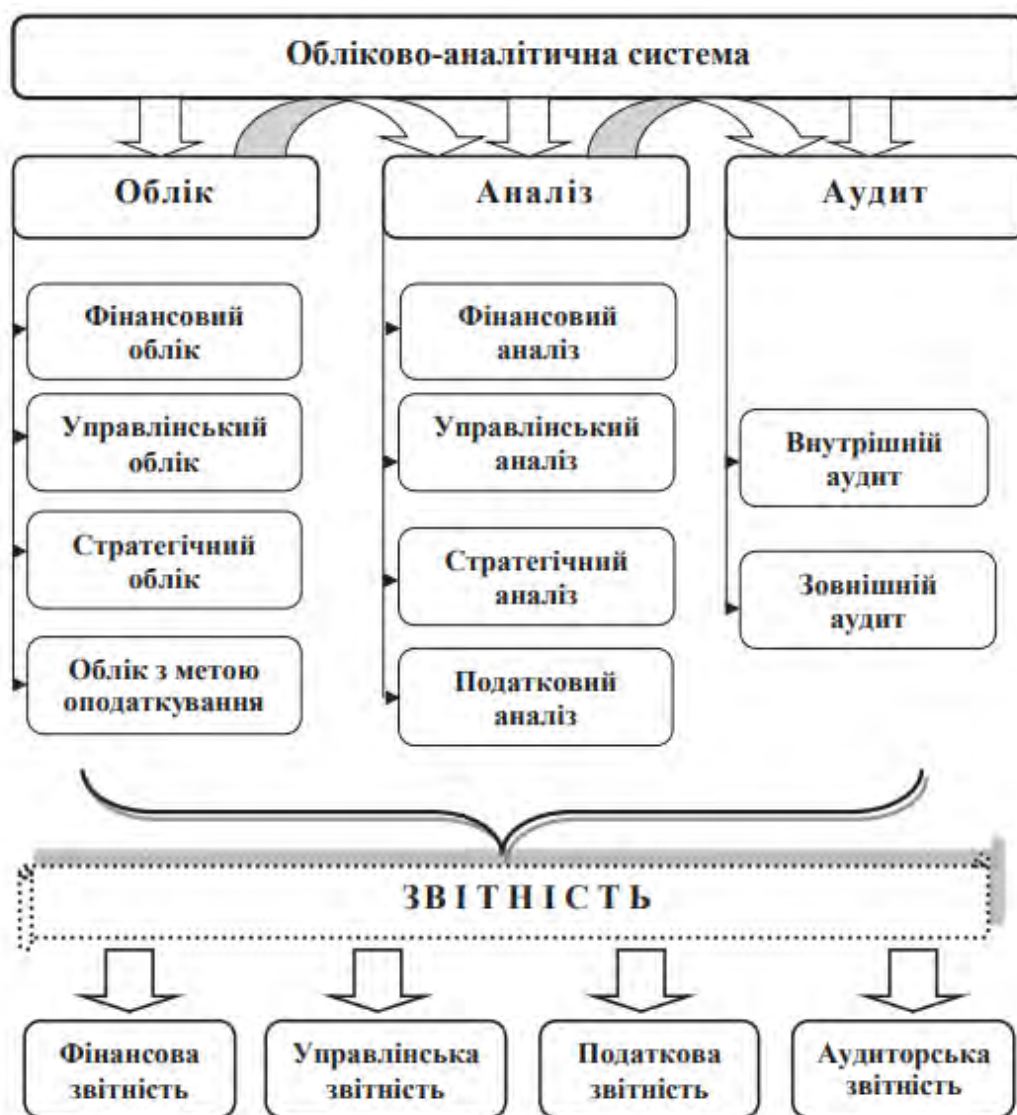 Обліково-аналітична система
Облік
Аналіз
Аудит
Фінансовий
облік
Управлінський
облік
Стратегічний
облік
Облік з метою
оподаткування
Фінансовий
аналіз
Управлінський
аналіз
Стратегічний
аналіз
Податковий
аналіз
Внутрішній
аудит
Зовнішній
аудит
ЗВІТНІСТЬ
Фінансова
звітність
Управлінська
звітність
Податкова
звітність
Аудиторська
звітність